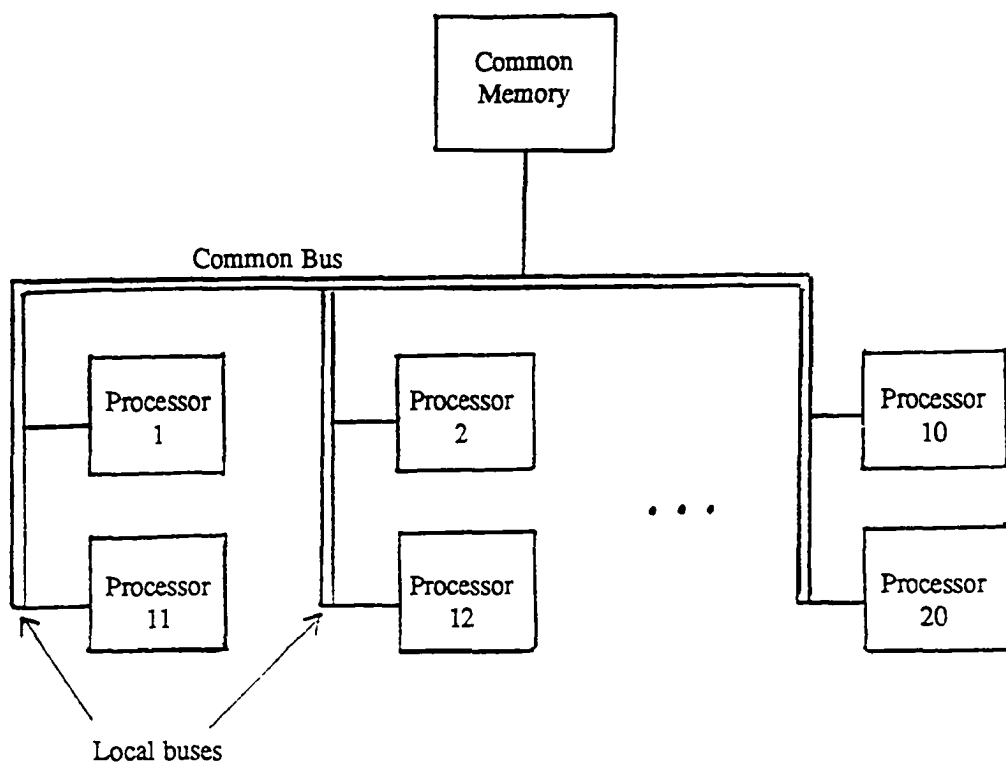 Common
Memory
Common Bus
Processor
1
Processor
2
Processor
10
. . .
Processor
11
Processor
12
Processor
20
Local buses